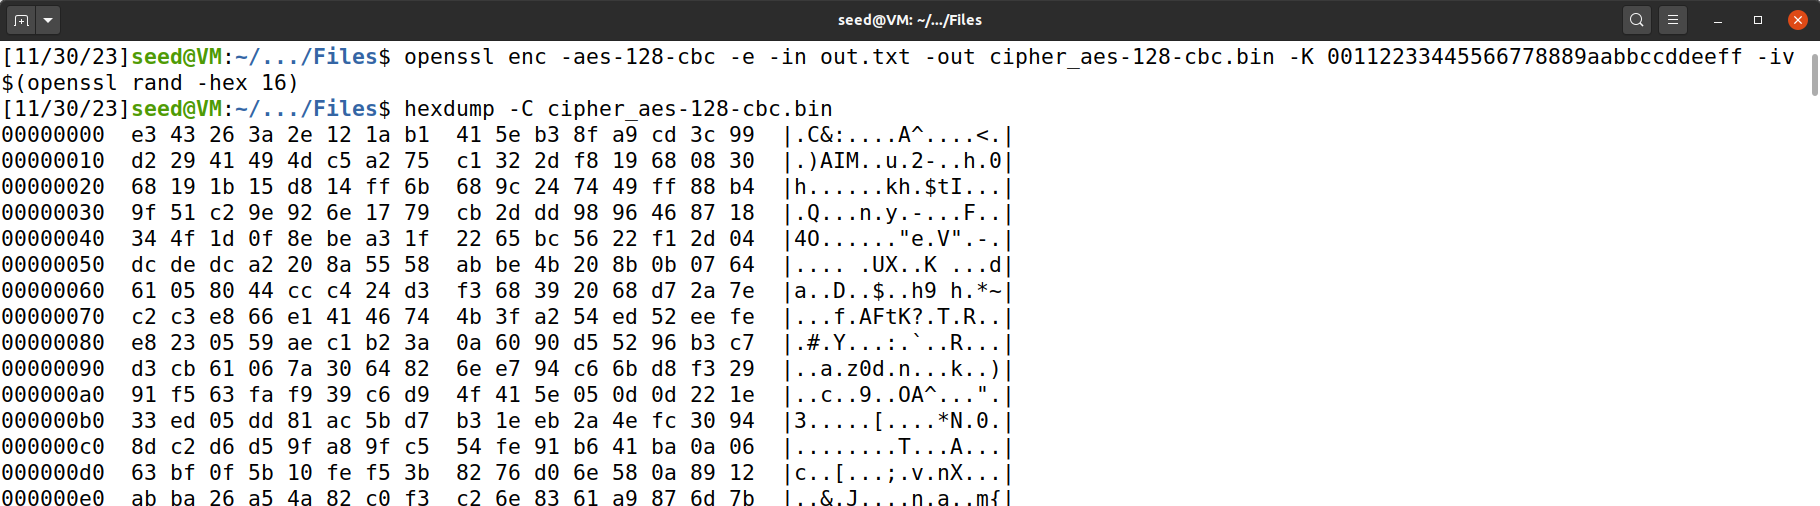 seed@VM: ~/.../Files
[11/30/23]seed@VM:~/.../Files$ openssl enc -aes-128-cbc -e -in out.txt -out cipher_aes-128-cbc.bin -K 00112233445566778889aabbccddeeff -iv
$(openssl rand -hex 16)
[11/30/23]seed@VM:~/.../Files$ hexdump -C cipher_aes-128-cbc.bin
00000000  e3 43 26 3a 2e 12 1a b1  41 5e b3 8f a9 cd 3c 99  |.C&:....A^....<.|
00000010  d2 29 41 49 4d c5 a2 75  c1 32 2d f8 19 68 08 30  |.)AIM..u.2-..h.0|
00000020  68 19 1b 15 d8 14 ff 6b  68 9c 24 74 49 ff 88 b4  |h......kh.$tI...|
00000030  9f 51 c2 9e 92 6e 17 79  cb 2d dd 98 96 46 87 18  |.Q...n.y.-...F..|
00000040  34 4f 1d 0f 8e be a3 1f  22 65 bc 56 22 f1 2d 04  |4O......"e.V".-.|
00000050  dc de dc a2 20 8a 55 58  ab be 4b 20 8b 0b 07 64  |.... .UX..K ...d|
00000060  61 05 80 44 cc c4 24 d3  f3 68 39 20 68 d7 2a 7e  |a..D..$..h9 h.*~|
00000070  c2 c3 e8 66 e1 41 46 74  4b 3f a2 54 ed 52 ee fe  |...f.AFtK?.T.R..|
00000080  e8 23 05 59 ae c1 b2 3a  0a 60 90 d5 52 96 b3 c7  |.#.Y...:.`..R...|
00000090  d3 cb 61 06 7a 30 64 82  6e e7 94 c6 6b d8 f3 29  |..a.z0d.n...k..)|
000000a0  91 f5 63 fa f9 39 c6 d9  4f 41 5e 05 0d 0d 22 1e  |..c..9..OA^...".|
000000b0  33 ed 05 dd 81 ac 5b d7  b3 1e eb 2a 4e fc 30 94  |3.....[....*N.0.|
000000c0  8d c2 d6 d5 9f a8 9f c5  54 fe 91 b6 41 ba 0a 06  |........T...A...|
000000d0  63 bf 0f 5b 10 fe f5 3b  82 76 d0 6e 58 0a 89 12  |c..[...;.v.nX...|
000000e0  ab ba 26 a5 4a 82 c0 f3  c2 6e 83 61 a9 87 6d 7b  |..&.J....n.a..m{|